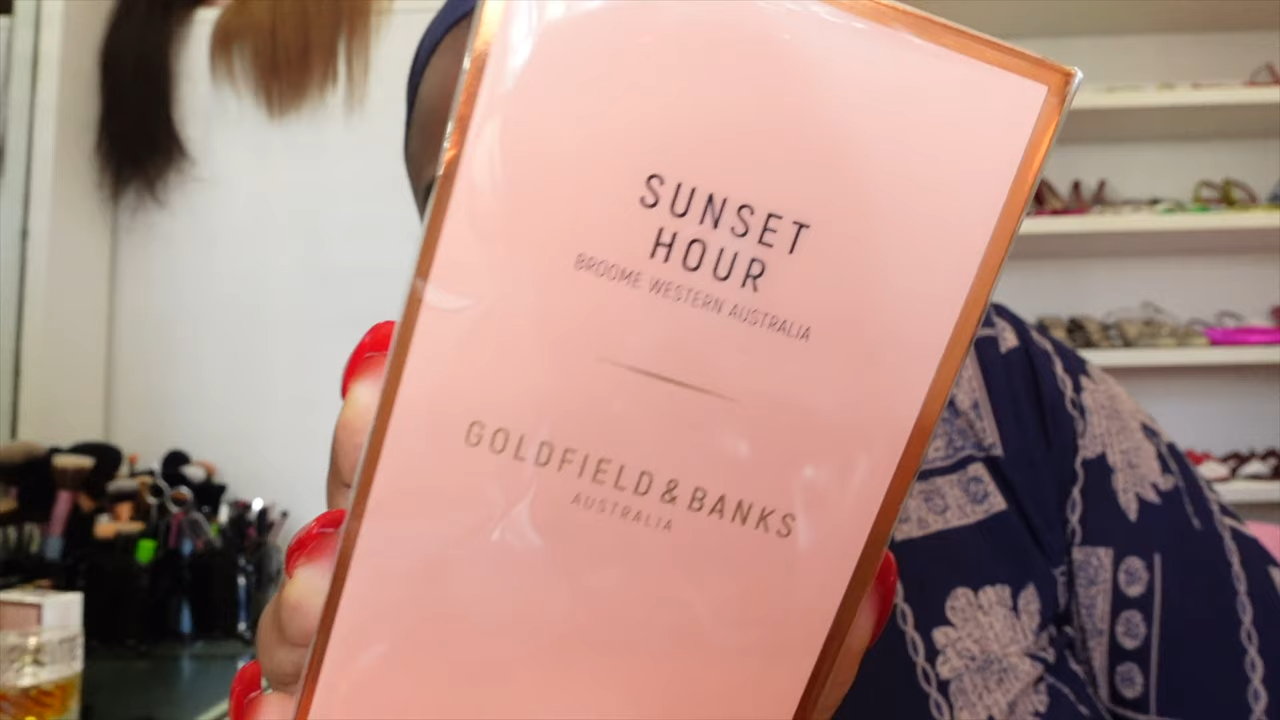 SUNSET
HOUR
BROOME WESTERN AUSTRALIA
GOLDFIELD & BANKS
AUSTRALIA